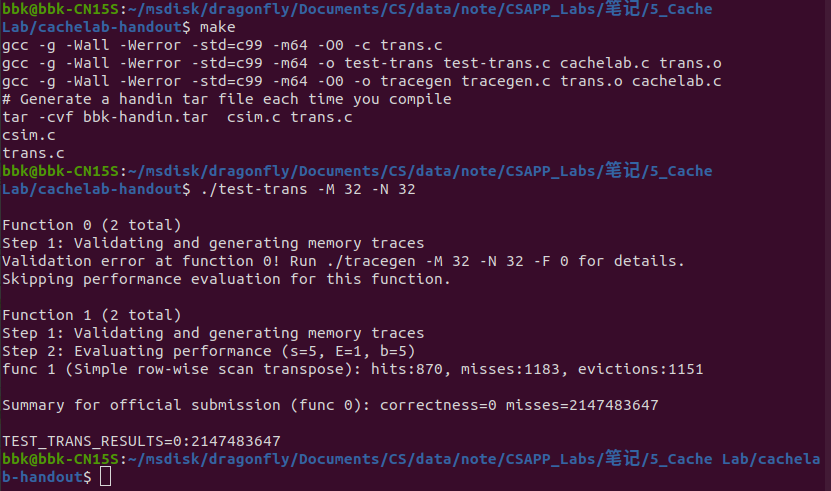 bbk@bbk-CN15S:~/msdisk/dragonfly/Documents/CS/data/note/CSAPP_Labs/笔记/5_Cache
Lab/cachelab-handout$ make
gcc -g -Wall -Werror -std=c99 -m64 -O0 -c trans.c
gcc -g -Wall -Werror -std=c99 -m64 -o test-trans test-trans.c cachelab.c trans.o
gcc -g -Wall -Werror -std=c99 -m64 -O0 -o tracegen tracegen.c trans.o cachelab.c
# Generate a handin tar file each time you compile
tar -cvf bbk-handin.tar  csim.c trans.c
csim.c
trans.c
bbk@bbk-CN15S:~/msdisk/dragonfly/Documents/CS/data/note/CSAPP_Labs/笔记/5_Cache
Lab/cachelab-handout$ ./test-trans -M 32 -N 32

Function 0 (2 total)
Step 1: Validating and generating memory traces
Validation error at function 0! Run ./tracegen -M 32 -N 32 -F 0 for details.
Skipping performance evaluation for this function.

Function 1 (2 total)
Step 1: Validating and generating memory traces
Step 2: Evaluating performance (s=5, E=1, b=5)
func 1 (Simple row-wise scan transpose): hits:870, misses:1183, evictions:1151

Summary for official submission (func 0): correctness=0 misses=2147483647

TEST_TRANS_RESULTS=0:2147483647
bbk@bbk-CN15S:~/msdisk/dragonfly/Documents/CS/data/note/CSAPP_Labs/笔记/5_Cache Lab/cachela
b-handout$